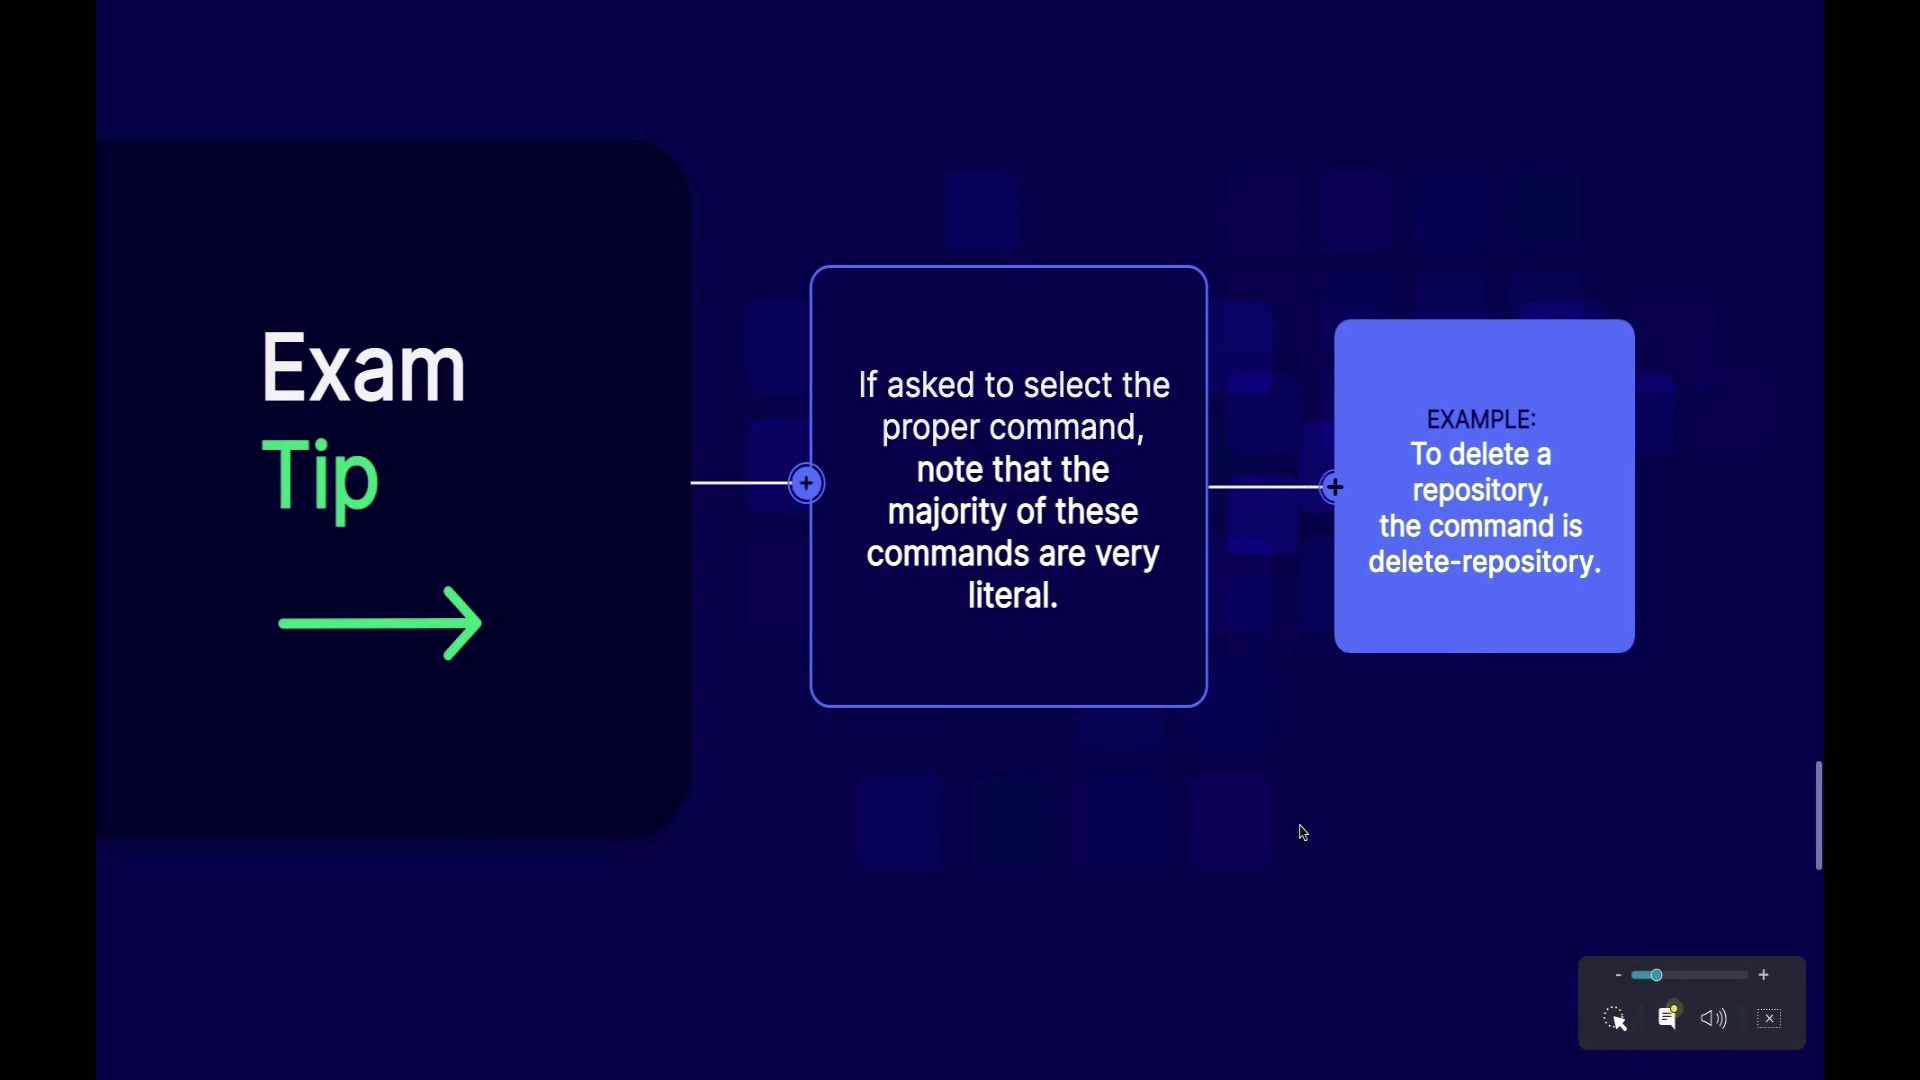 Exam
Tip
If asked to select the
proper command,
note that the
majority of these
commands are very
literal.
EXAMPLE:
To delete a
repository,
the command is
delete-repository.